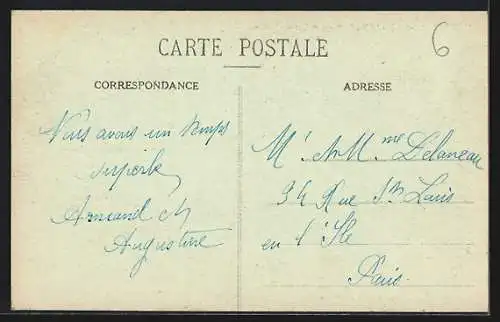 CARTE POSTALE
6
CORRESPONDANCE
ADRESSE
Nous avons un temps
superbe
Armand et
Augustine
Mr. et Mme Delaneau
34 Rue St Louis
en l'Ile
Paris